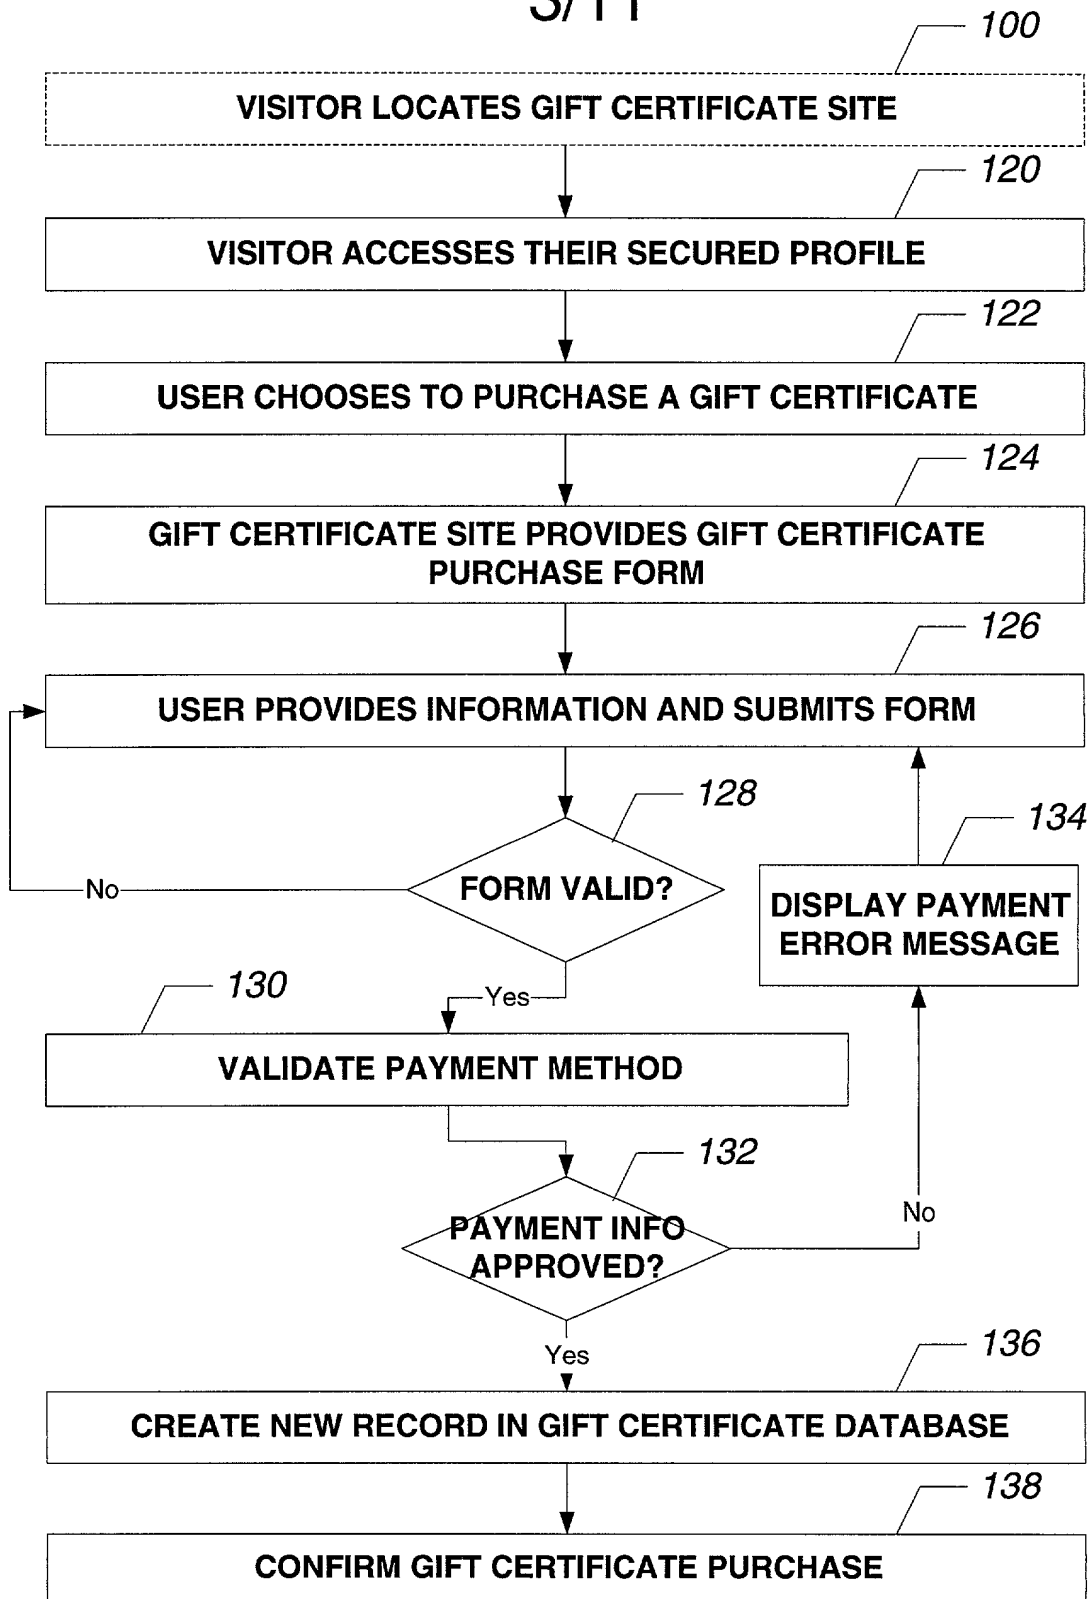 3/11
100
VISITOR LOCATES GIFT CERTIFICATE SITE
120
VISITOR ACCESSES THEIR SECURED PROFILE
122
USER CHOOSES TO PURCHASE A GIFT CERTIFICATE
124
GIFT CERTIFICATE SITE PROVIDES GIFT CERTIFICATE
PURCHASE FORM
126
USER PROVIDES INFORMATION AND SUBMITS FORM
128
134
No
FORM VALID?
DISPLAY PAYMENT
ERROR MESSAGE
130
Yes
VALIDATE PAYMENT METHOD
132
PAYMENT INFO
APPROVED?
No
Yes
136
CREATE NEW RECORD IN GIFT CERTIFICATE DATABASE
138
CONFIRM GIFT CERTIFICATE PURCHASE